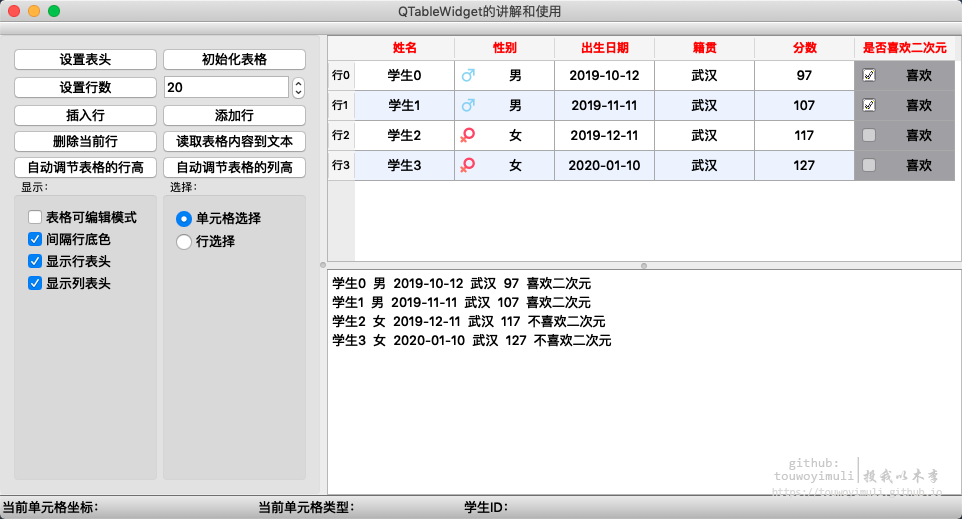 QTableWidget的讲解和使用
设置表头 初始化表格
设置行数 20
插入行 添加行
删除当前行 读取表格内容到文本
自动调节表格的行高 自动调节表格的列高
显示: 选择:
表格可编辑模式
间隔行底色
显示行表头
显示列表头
单元格选择
行选择
姓名 性别 出生日期 籍贯 分数 是否喜欢二次元
行0 学生0 男 2019-10-12 武汉 97 喜欢
行1 学生1 男 2019-11-11 武汉 107 喜欢
行2 学生2 女 2019-12-11 武汉 117 喜欢
行3 学生3 女 2020-01-10 武汉 127 喜欢
学生0 男 2019-10-12 武汉 97 喜欢二次元
学生1 男 2019-11-11 武汉 107 喜欢二次元
学生2 女 2019-12-11 武汉 117 不喜欢二次元
学生3 女 2020-01-10 武汉 127 不喜欢二次元
github:
touwoyimuli 投我以木李
https://touwoyimuli.github.io
当前单元格坐标: 当前单元格类型: 学生ID: